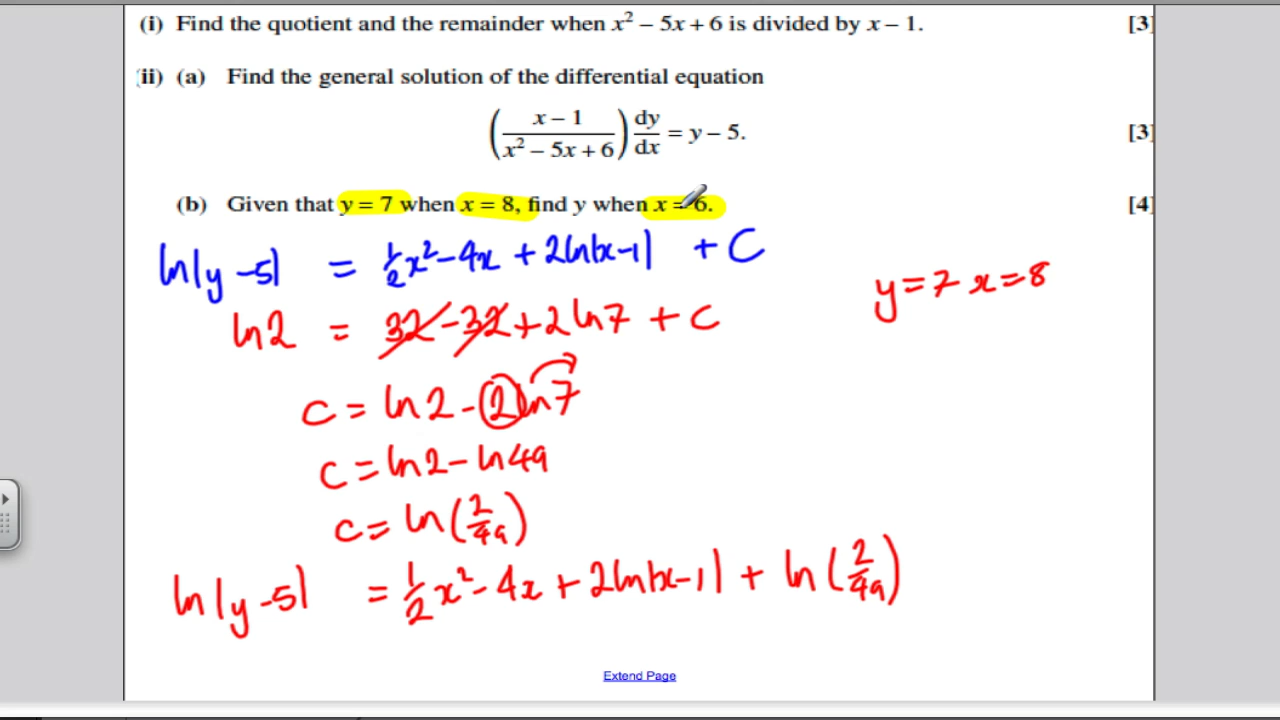 (i) Find the quotient and the remainder when x² − 5x + 6 is divided by x − 1. [3]
(ii) (a) Find the general solution of the differential equation
((x − 1)/(x² − 5x + 6)) dy/dx = y − 5. [3]
(b) Given that y = 7 when x = 8, find y when x = 6. [4]
ln|y −5| = ½x² − 4x + 2ln|x−1| + C
y = 7 x = 8
ln2 = 32 − 32 + 2ln7 + C
C = ln2 − 2ln7
C = ln2 − ln49
C = ln(2/49)
ln|y −5| = ½x² − 4x + 2ln|x−1| + ln(2/49)
Extend Page